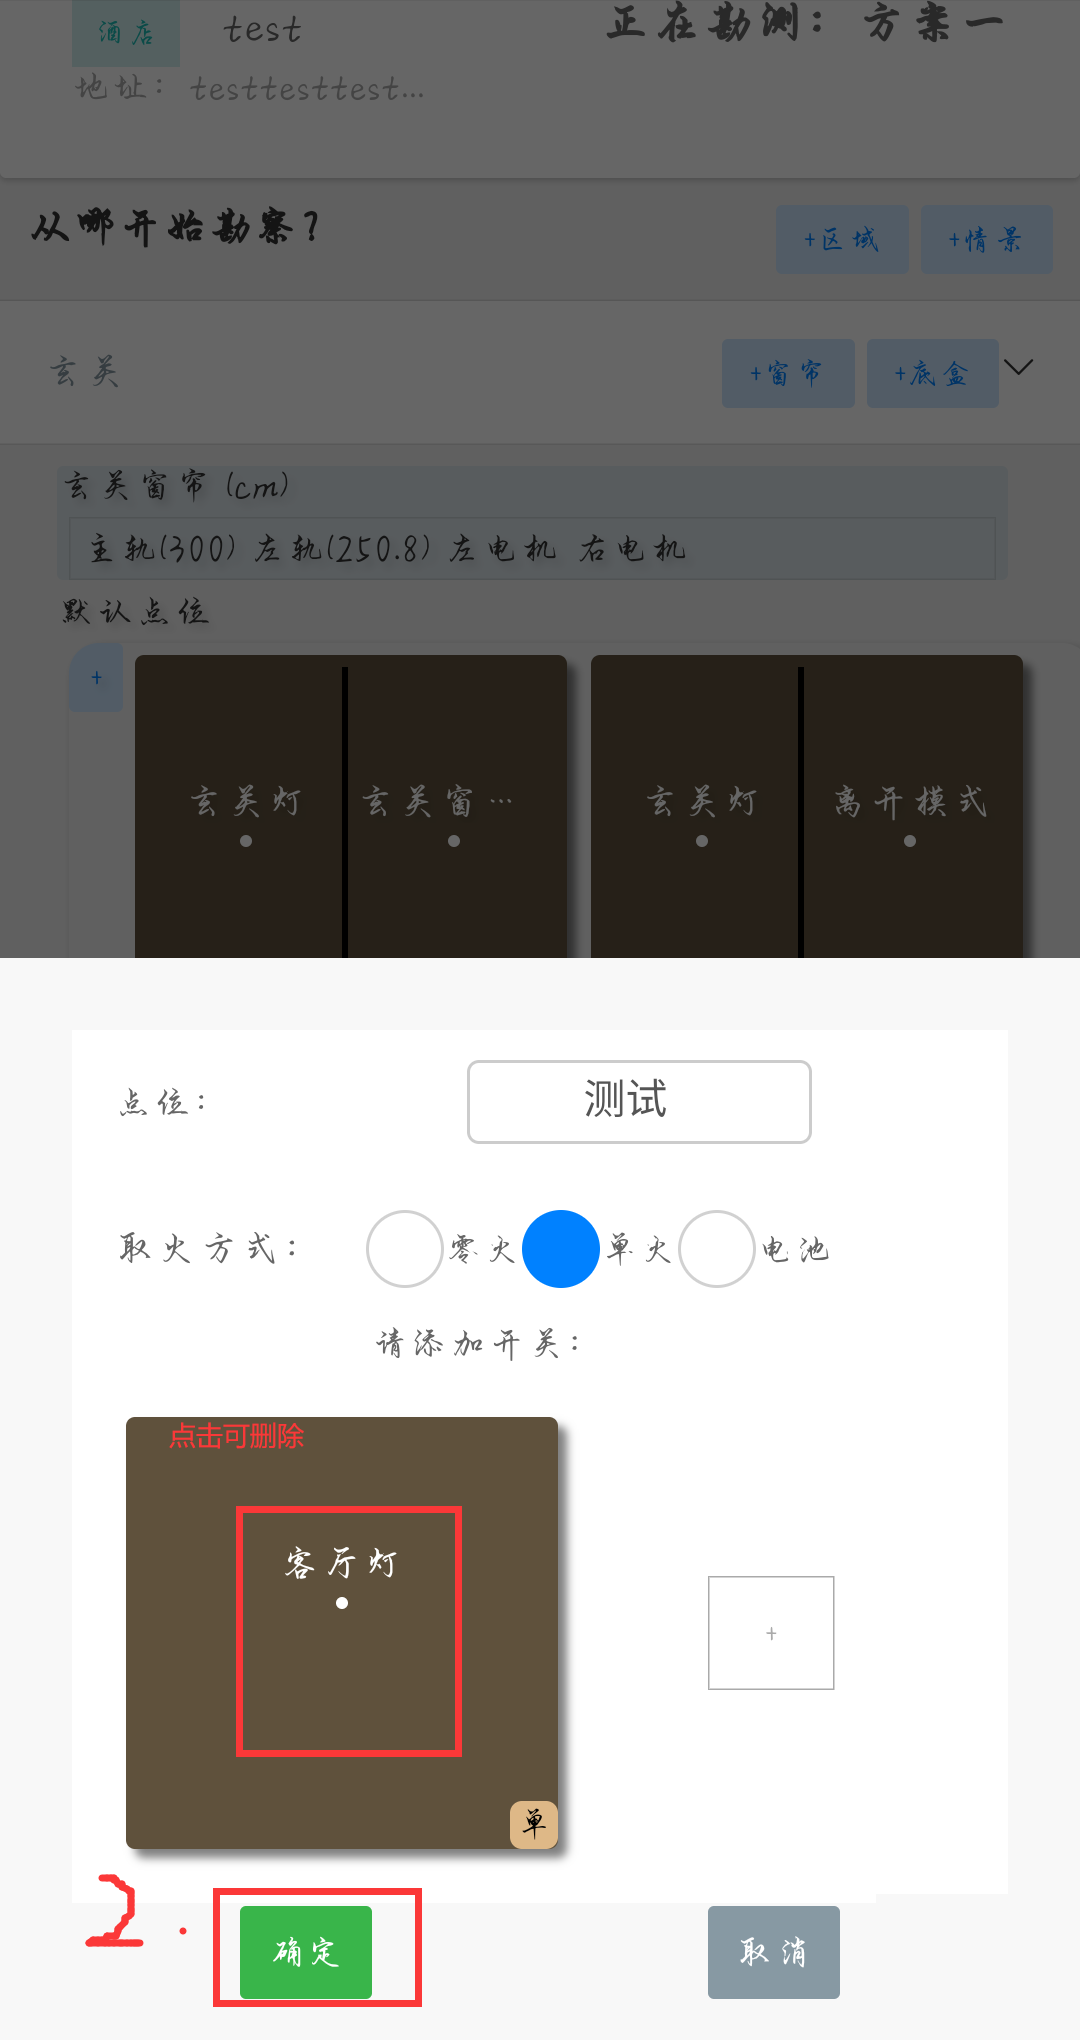 酒店 test 正在勘测：方案一
地址：testtesttest...
从哪开始勘察？ +区域 +情景
玄关 +窗帘 +底盒
玄关窗帘 (cm)
主轨(300) 左轨(250.8) 左电机 右电机
默认点位
+
玄关灯 玄关窗… 玄关灯 离开模式
点位： 测试
取火方式： 零火 单火 电池
请添加开关：
点击可删除
客厅灯
+
单
2.
确定 取消